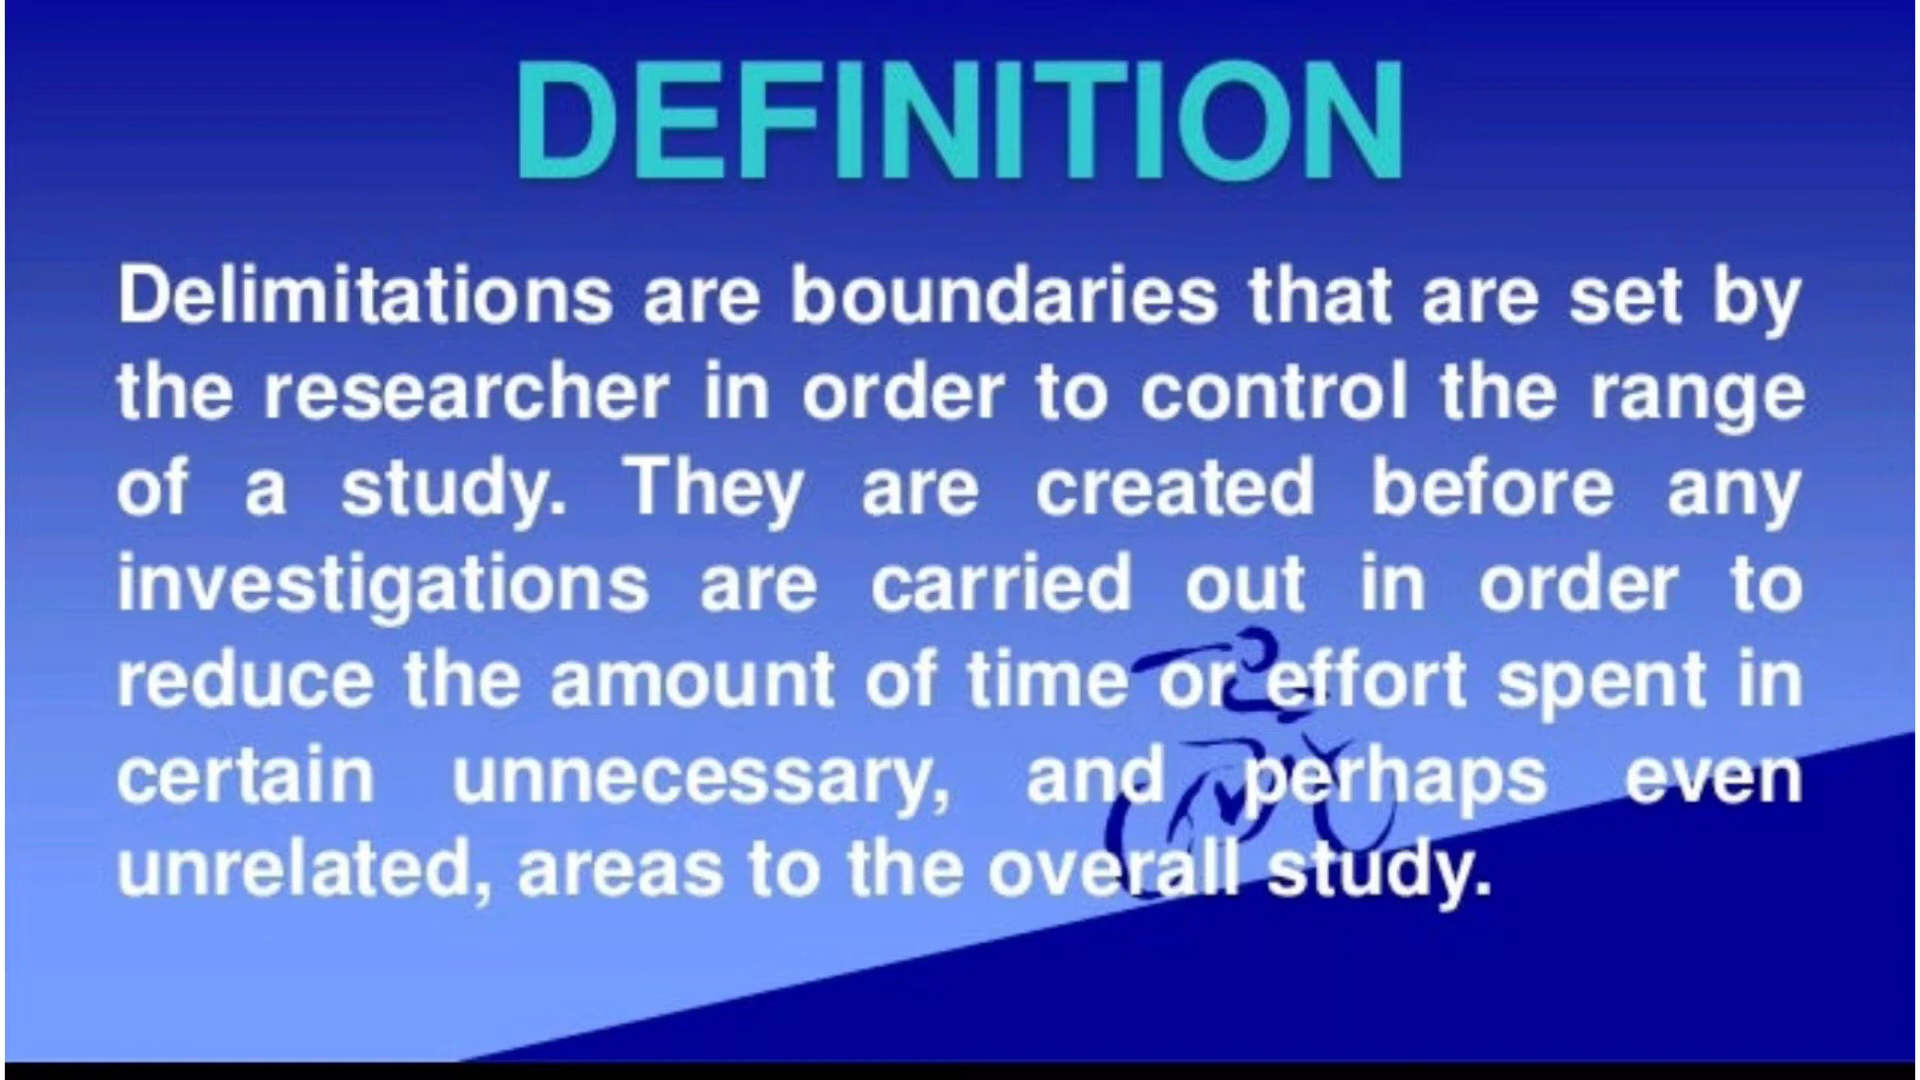 DEFINITION
Delimitations are boundaries that are set by
the researcher in order to control the range
of a study. They are created before any
investigations are carried out in order to
reduce the amount of time or effort spent in
certain unnecessary, and perhaps even
unrelated, areas to the overall study.